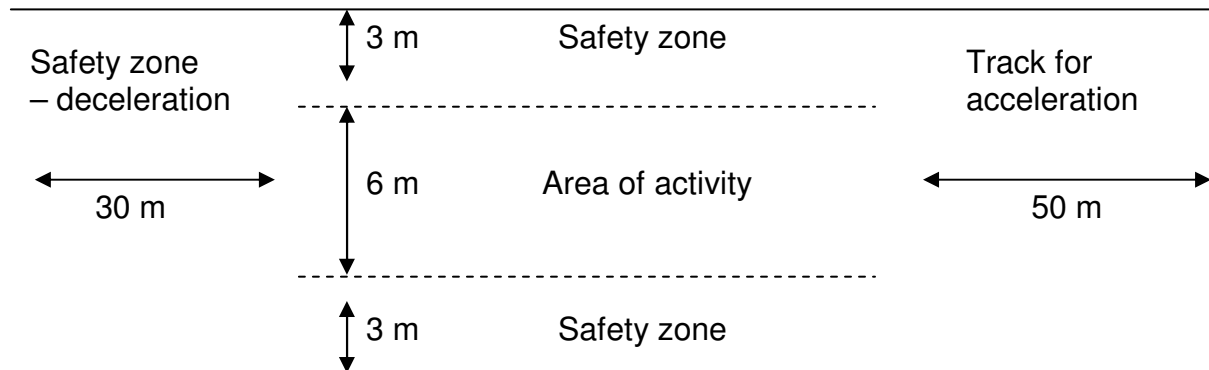 3 m
Safety zone
Safety zone
– deceleration
Track for
acceleration
6 m
Area of activity
30 m
50 m
3 m
Safety zone